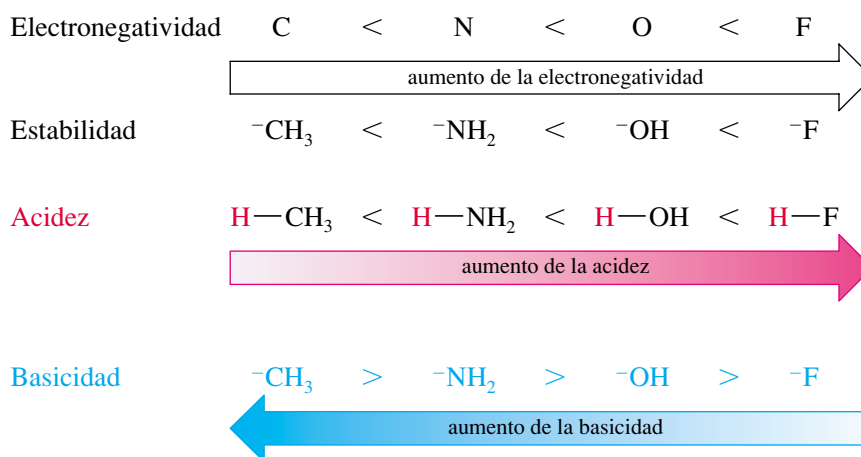 Electronegatividad C < N < O < F
aumento de la electronegatividad
Estabilidad ⁻CH₃ < ⁻NH₂ < ⁻OH < ⁻F
Acidez H—CH₃ < H—NH₂ < H—OH < H—F
aumento de la acidez
Basicidad ⁻CH₃ > ⁻NH₂ > ⁻OH > ⁻F
aumento de la basicidad